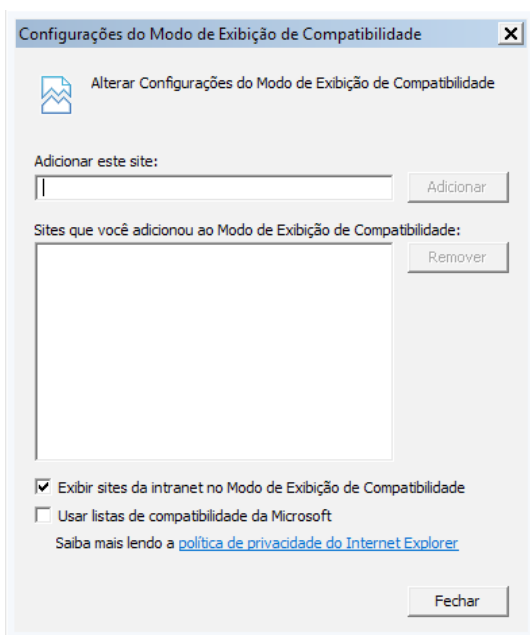 Configurações do Modo de Exibição de Compatibilidade
Alterar Configurações do Modo de Exibição de Compatibilidade
Adicionar este site:
Adicionar
Sites que você adicionou ao Modo de Exibição de Compatibilidade:
Remover
Exibir sites da intranet no Modo de Exibição de Compatibilidade
Usar listas de compatibilidade da Microsoft
Saiba mais lendo a política de privacidade do Internet Explorer
Fechar